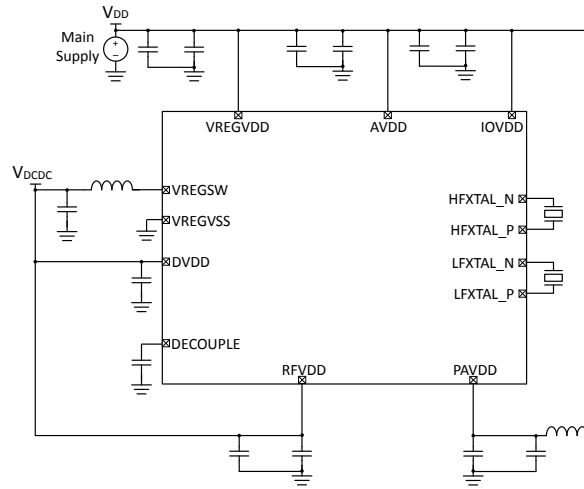 VDD
Main
Supply
+
−
VREGVDD
AVDD
IOVDD
VDCDC
VREGSW
HFXTAL_N
VREGVSS
HFXTAL_P
DVDD
LFXTAL_N
LFXTAL_P
DECOUPLE
RFVDD
PAVDD